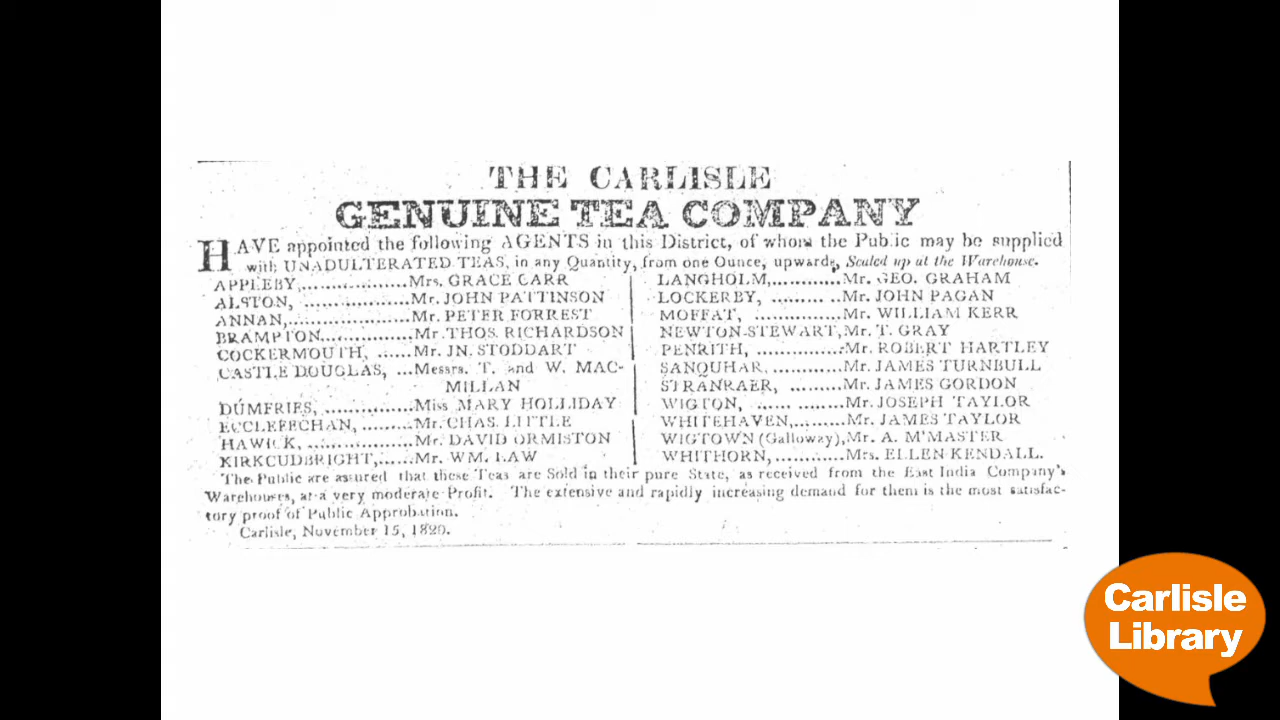 THE CARLISLE
GENUINE TEA COMPANY
HAVE appointed the following AGENTS in this District, of whom the Public may be supplied
with UNADULTERATED TEAS, in any Quantity, from one Ounce, upwards, Sealed up at the Warehouse.
APPLEBY,..................Mrs. GRACE CARR
ALSTON, ....................Mr. JOHN PATTINSON
ANNAN,......................Mr. PETER FORREST
BRAMPTON................Mr. THOS. RICHARDSON
COCKERMOUTH, ......Mr. JN. STODDART
CASTLE DOUGLAS, ...Messrs. T. and W. MAC-
MILLAN
DUMFRIES, ................Miss MARY HOLLIDAY
ECCLEFECHAN, .........Mr. CHAS. LITTLE
HAWICK, ...................Mr. DAVID ORMISTON
KIRKCUDBRIGHT,......Mr. WM. LAW
LANGHOLM,............Mr. GEO. GRAHAM
LOCKERBY, ......... ..Mr. JOHN PAGAN
MOFFAT, ...............Mr. WILLIAM KERR
NEWTON-STEWART, Mr. T. GRAY
PENRITH, ...............Mr. ROBERT HARTLEY
SANQUHAR, ............Mr. JAMES TURNBULL
STRANRAER, .........Mr. JAMES GORDON
WIGTON, ...... ........Mr. JOSEPH TAYLOR
WHITEHAVEN,.........Mr. JAMES TAYLOR
WIGTOWN (Galloway), Mr. A. M'MASTER
WHITHORN, ............Mrs. ELLEN KENDALL.
The Public are assured that these Teas are Sold in their pure State, as received from the East India Company's
Warehouses, at a very moderate Profit. The extensive and rapidly increasing demand for them is the most satisfac-
tory proof of Public Approbation.
Carlisle, November 15, 1820.
Carlisle
Library